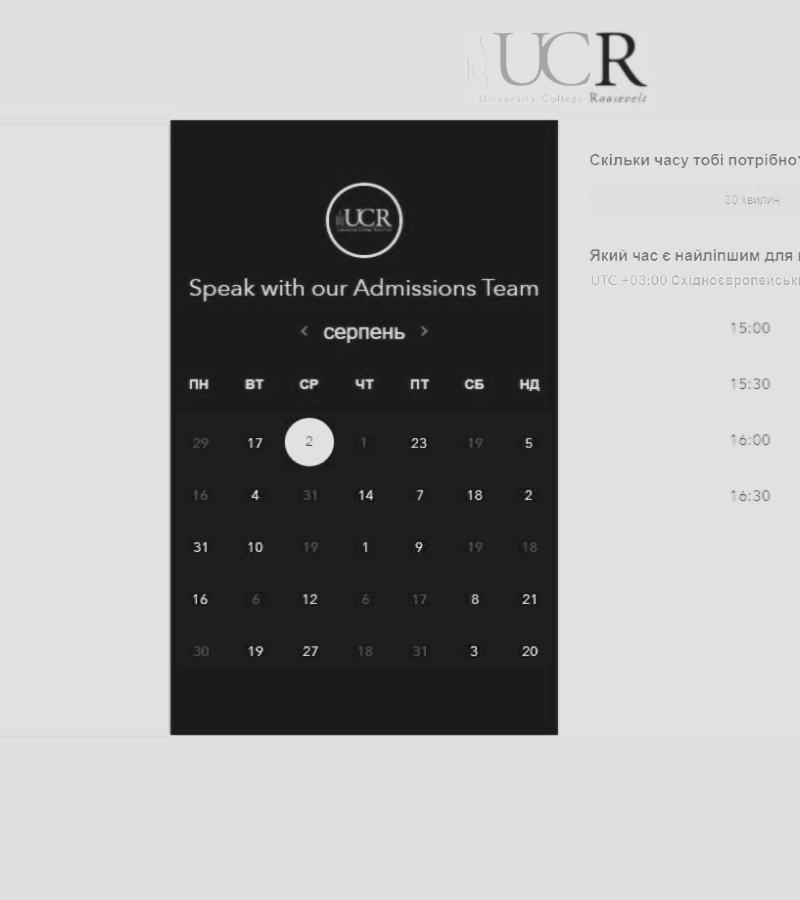 UCR
University College Roosevelt
UCR
Speak with our Admissions Team
< серпень >
ПН ВТ СР ЧТ ПТ СБ НД
29 17 2 1 23 19 5
16 4 31 14 7 18 2
31 10 19 1 9 19 18
16 6 12 6 17 8 21
30 19 27 18 31 3 20
Скільки часу тобі потрібно?
30 хвилин
Який час є найліпшим для
UTC +03:00
15:00
15:30
16:00
16:30